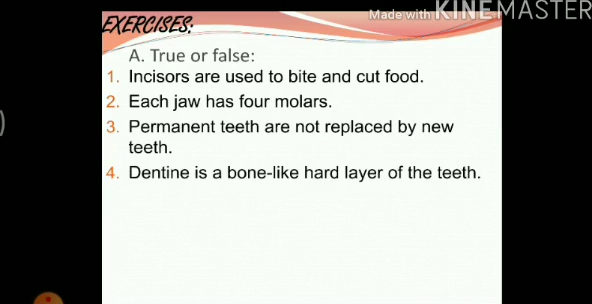 Made with KINEMASTER
EXERCISES:
A. True or false:
1. Incisors are used to bite and cut food.
2. Each jaw has four molars.
3. Permanent teeth are not replaced by new
teeth.
4. Dentine is a bone-like hard layer of the teeth.
)